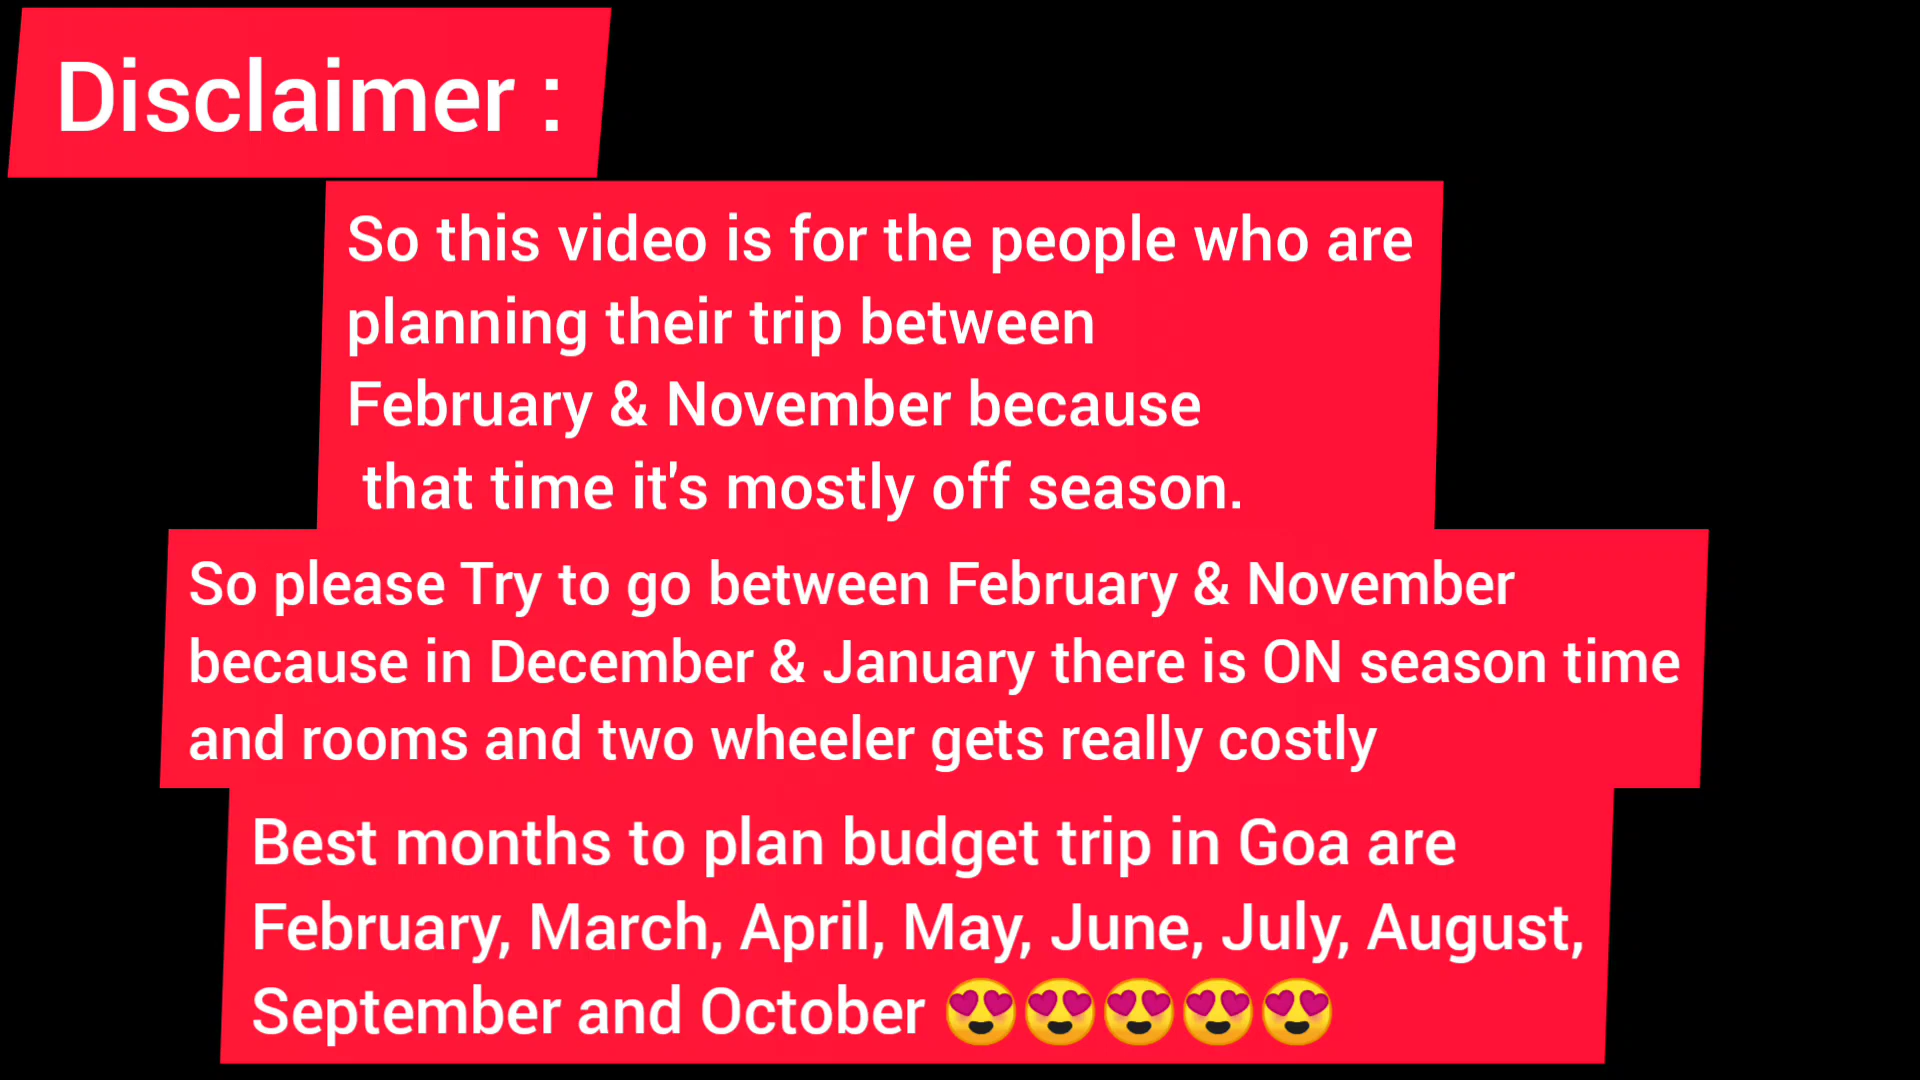 Disclaimer :
So this video is for the people who are
planning their trip between
February & November because
that time it's mostly off season.
So please Try to go between February & November
because in December & January there is ON season time
and rooms and two wheeler gets really costly
Best months to plan budget trip in Goa are
February, March, April, May, June, July, August,
September and October 😍😍😍😍😍